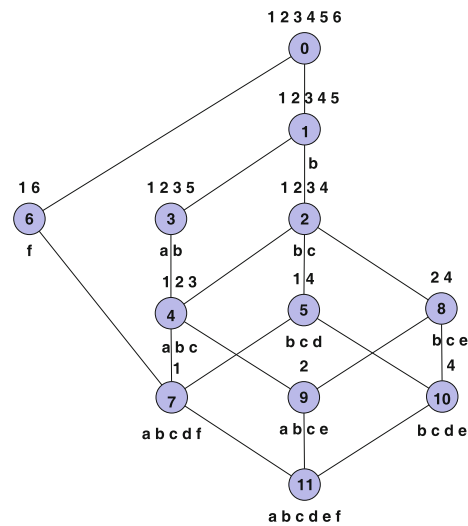 1 2 3 4 5 6
0
1 2 3 4 5
1
b
1 6
1 2 3 5
1 2 3 4
6
3
2
f
a b
b c
1 2 3
1 4
2 4
4
5
8
a b c
b c d
b c e
1
2
4
7
9
10
a b c d f
a b c e
b c d e
11
a b c d e f